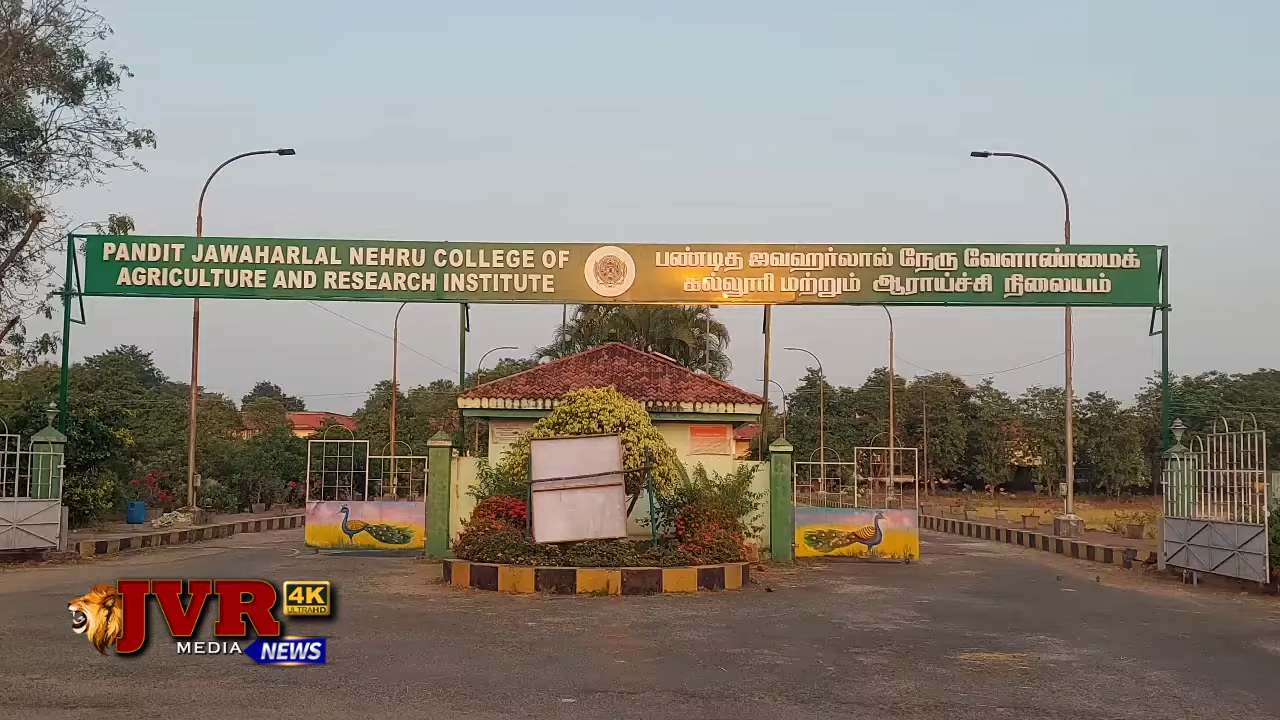 PANDIT JAWAHARLAL NEHRU COLLEGE OF
AGRICULTURE AND RESEARCH INSTITUTE
பண்டித ஜவஹர்லால் நேரு வேளாண்மைக்
கல்லூரி மற்றும் ஆராய்ச்சி நிலையம்
JVR
4K
ULTRAHD
MEDIA
NEWS